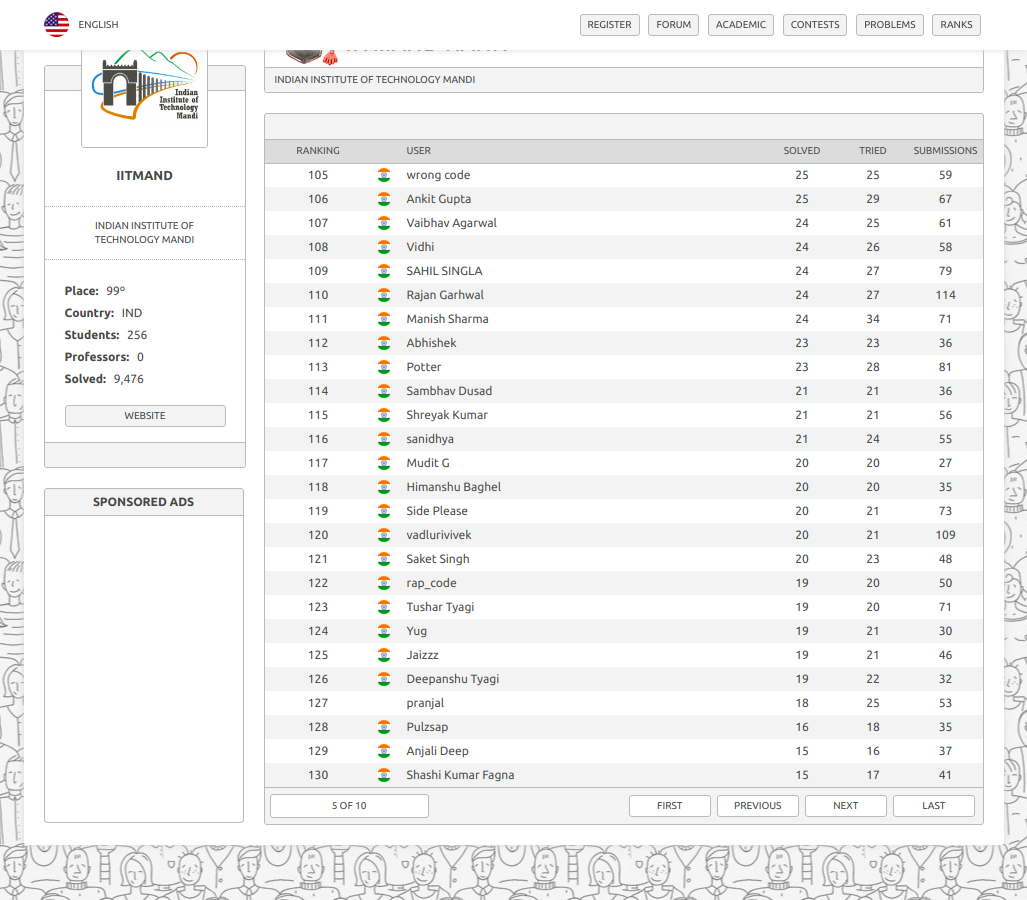 ENGLISH REGISTER FORUM ACADEMIC CONTESTS PROBLEMS RANKS
Indian
Institute of
Technology
Mandi
IITMAND
INDIAN INSTITUTE OF
TECHNOLOGY MANDI
Place: 99º
Country: IND
Students: 256
Professors: 0
Solved: 9,476
WEBSITE
SPONSORED ADS
INDIAN INSTITUTE OF TECHNOLOGY MANDI
RANKING USER SOLVED TRIED SUBMISSIONS
105 wrong code 25 25 59
106 Ankit Gupta 25 29 67
107 Vaibhav Agarwal 24 25 61
108 Vidhi 24 26 58
109 SAHIL SINGLA 24 27 79
110 Rajan Garhwal 24 27 114
111 Manish Sharma 24 34 71
112 Abhishek 23 23 36
113 Potter 23 28 81
114 Sambhav Dusad 21 21 36
115 Shreyak Kumar 21 21 56
116 sanidhya 21 24 55
117 Mudit G 20 20 27
118 Himanshu Baghel 20 20 35
119 Side Please 20 21 73
120 vadlurivivek 20 21 109
121 Saket Singh 20 23 48
122 rap_code 19 20 50
123 Tushar Tyagi 19 20 71
124 Yug 19 21 30
125 Jaizzz 19 21 46
126 Deepanshu Tyagi 19 22 32
127 pranjal 18 25 53
128 Pulzsap 16 18 35
129 Anjali Deep 15 16 37
130 Shashi Kumar Fagna 15 17 41
5 OF 10 FIRST PREVIOUS NEXT LAST